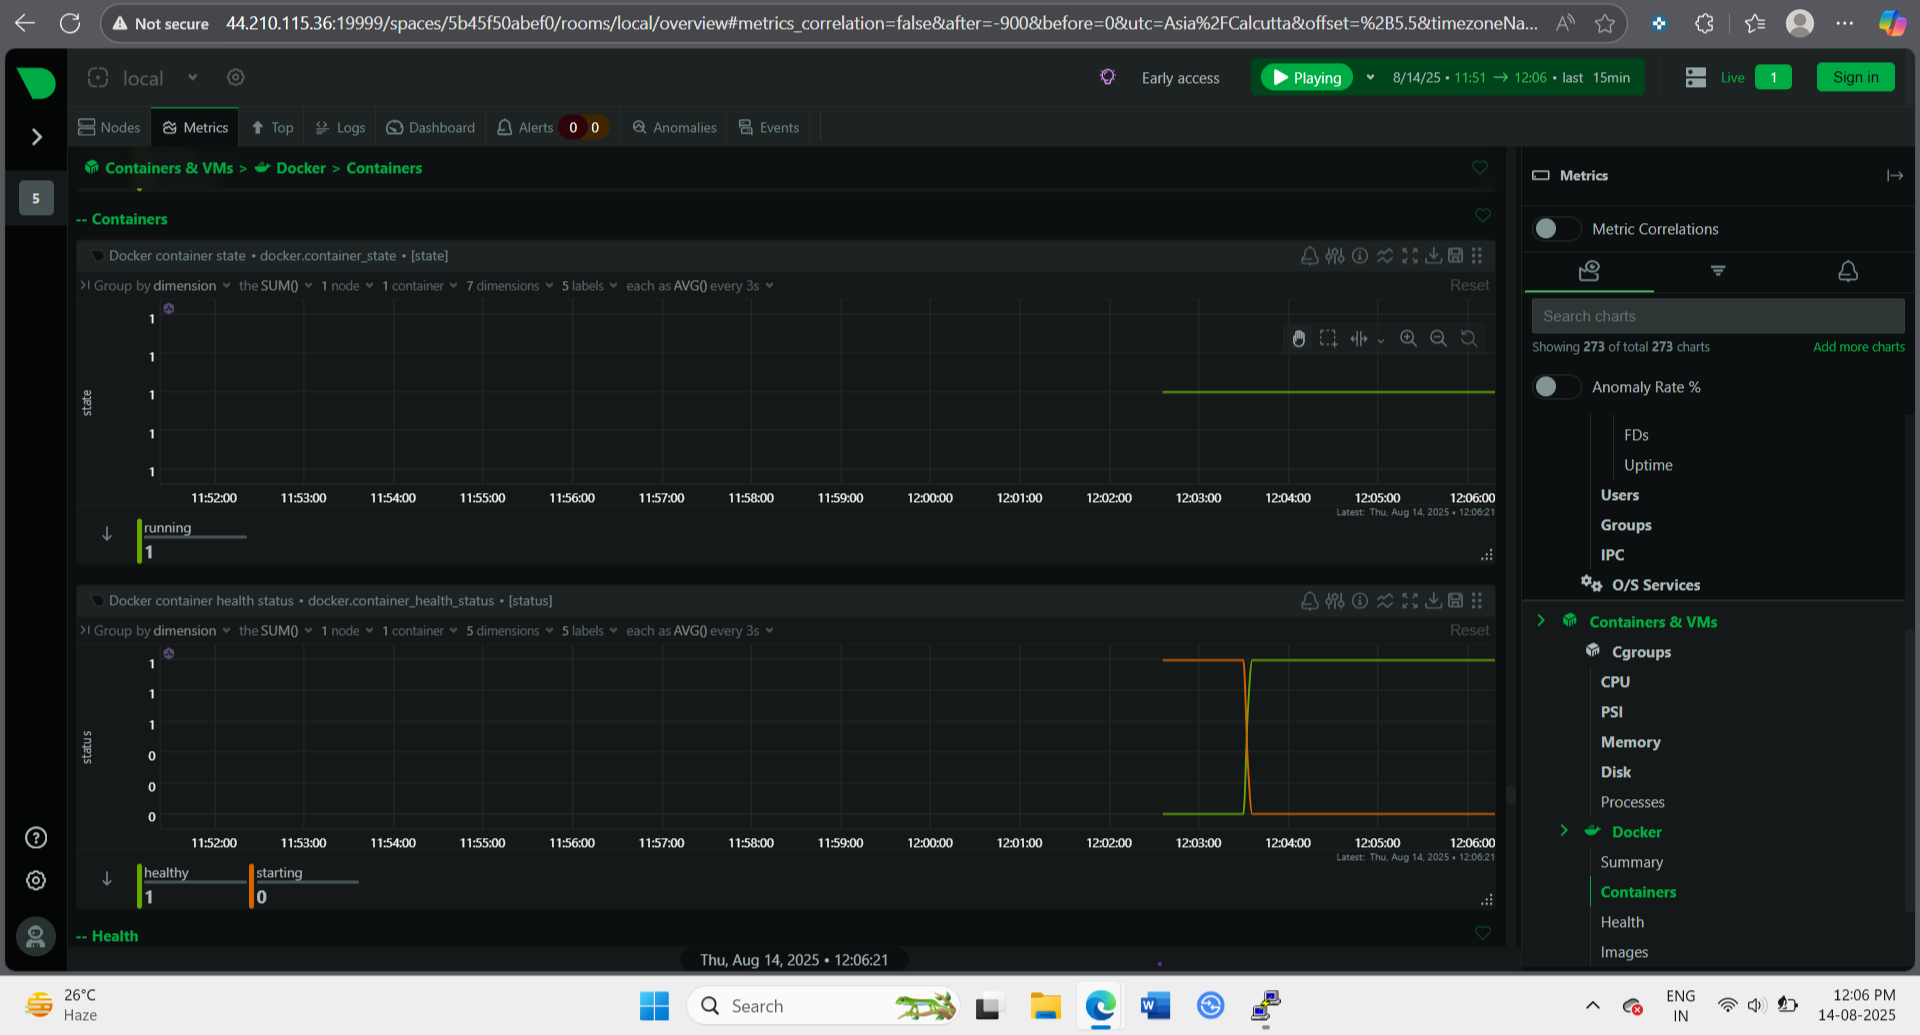 Not secure
44.210.115.36:19999/spaces/5b45f50abef0/rooms/local/overview#metrics_correlation=false&after=-900&before=0&utc=Asia%2FCalcutta&offset=%2B5.5&timezoneNa...
local
Early access
Playing
8/14/25 • 11:51 → 12:06 • last 15min
Live
1
Sign in
Nodes
Metrics
Top
Logs
Dashboard
Alerts 0 0
Anomalies
Events
5
Containers & VMs > Docker > Containers
-- Containers
Docker container state • docker.container_state • [state]
Group by dimension the SUM() 1 node 1 container 7 dimensions 5 labels each as AVG() every 3s
Reset
state
1
1
1
1
1
11:52:00 11:53:00 11:54:00 11:55:00 11:56:00 11:57:00 11:58:00 11:59:00 12:00:00 12:01:00 12:02:00 12:03:00 12:04:00 12:05:00 12:06:00
Latest: Thu, Aug 14, 2025 • 12:06:21
running
1
Docker container health status • docker.container_health_status • [status]
Group by dimension the SUM() 1 node 1 container 5 dimensions 5 labels each as AVG() every 3s
Reset
status
1
1
1
0
0
0
11:52:00 11:53:00 11:54:00 11:55:00 11:56:00 11:57:00 11:58:00 11:59:00 12:00:00 12:01:00 12:02:00 12:03:00 12:04:00 12:05:00 12:06:00
Latest: Thu, Aug 14, 2025 • 12:06:21
healthy
1
starting
0
-- Health
Thu, Aug 14, 2025 • 12:06:21
Metrics
Metric Correlations
Search charts
Showing 273 of total 273 charts
Add more charts
Anomaly Rate %
FDs
Uptime
Users
Groups
IPC
O/S Services
Containers & VMs
Cgroups
CPU
PSI
Memory
Disk
Processes
Docker
Summary
Containers
Health
Images
26°C
Haze
Search
ENG
IN
12:06 PM
14-08-2025